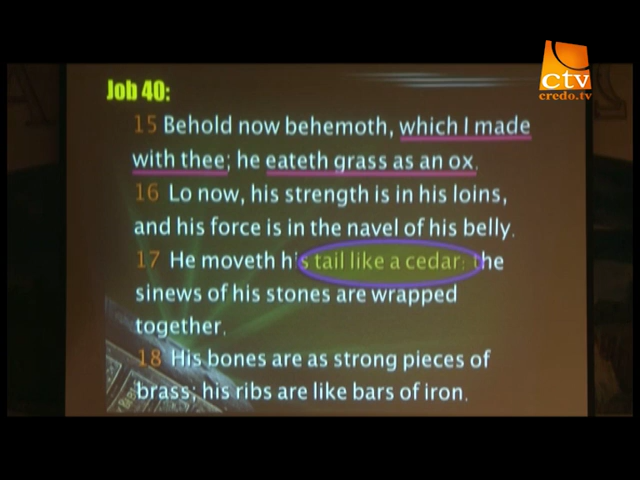 ctv
credo.tv
Job 40:
15 Behold now behemoth, which I made
with thee; he eateth grass as an ox.
16 Lo now, his strength is in his loins,
and his force is in the navel of his belly.
17 He moveth his tail like a cedar: the
sinews of his stones are wrapped
together.
18 His bones are as strong pieces of
brass; his ribs are like bars of iron.